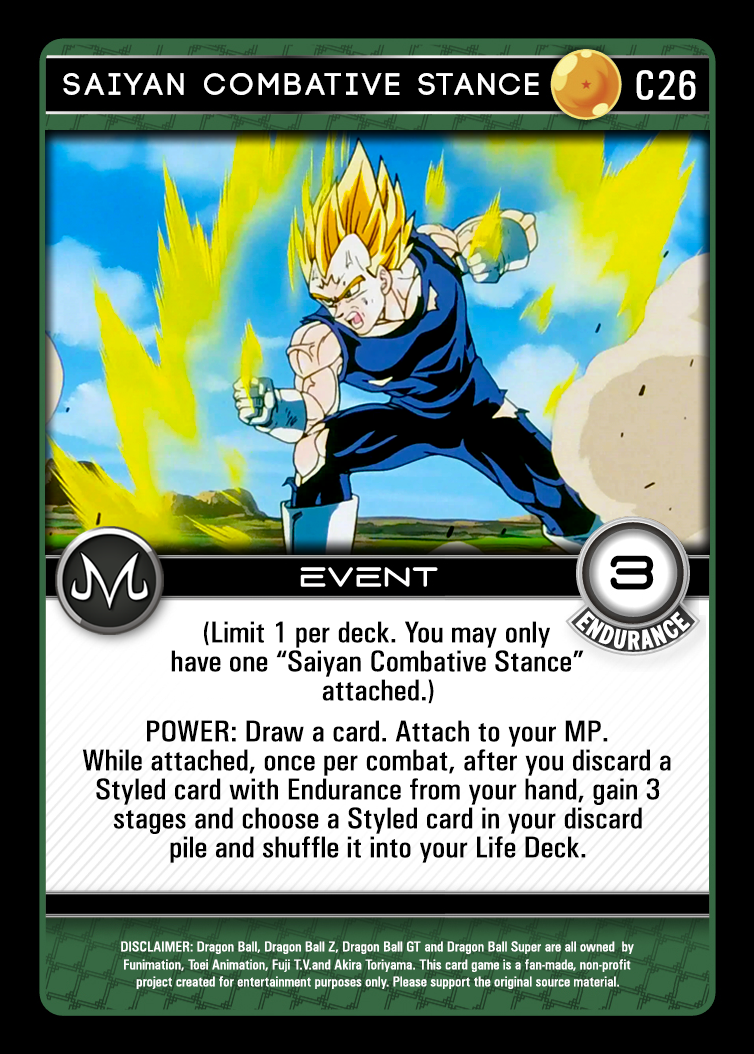 SAIYAN COMBATIVE STANCE C26
EVENT
3
ENDURANCE
(Limit 1 per deck. You may only
have one “Saiyan Combative Stance”
attached.)
POWER: Draw a card. Attach to your MP.
While attached, once per combat, after you discard a
Styled card with Endurance from your hand, gain 3
stages and choose a Styled card in your discard
pile and shuffle it into your Life Deck.
DISCLAIMER: Dragon Ball, Dragon Ball Z, Dragon Ball GT and Dragon Ball Super are all owned by
Funimation, Toei Animation, Fuji T.V.and Akira Toriyama. This card game is a fan-made, non-profit
project created for entertainment purposes only. Please support the original source material.